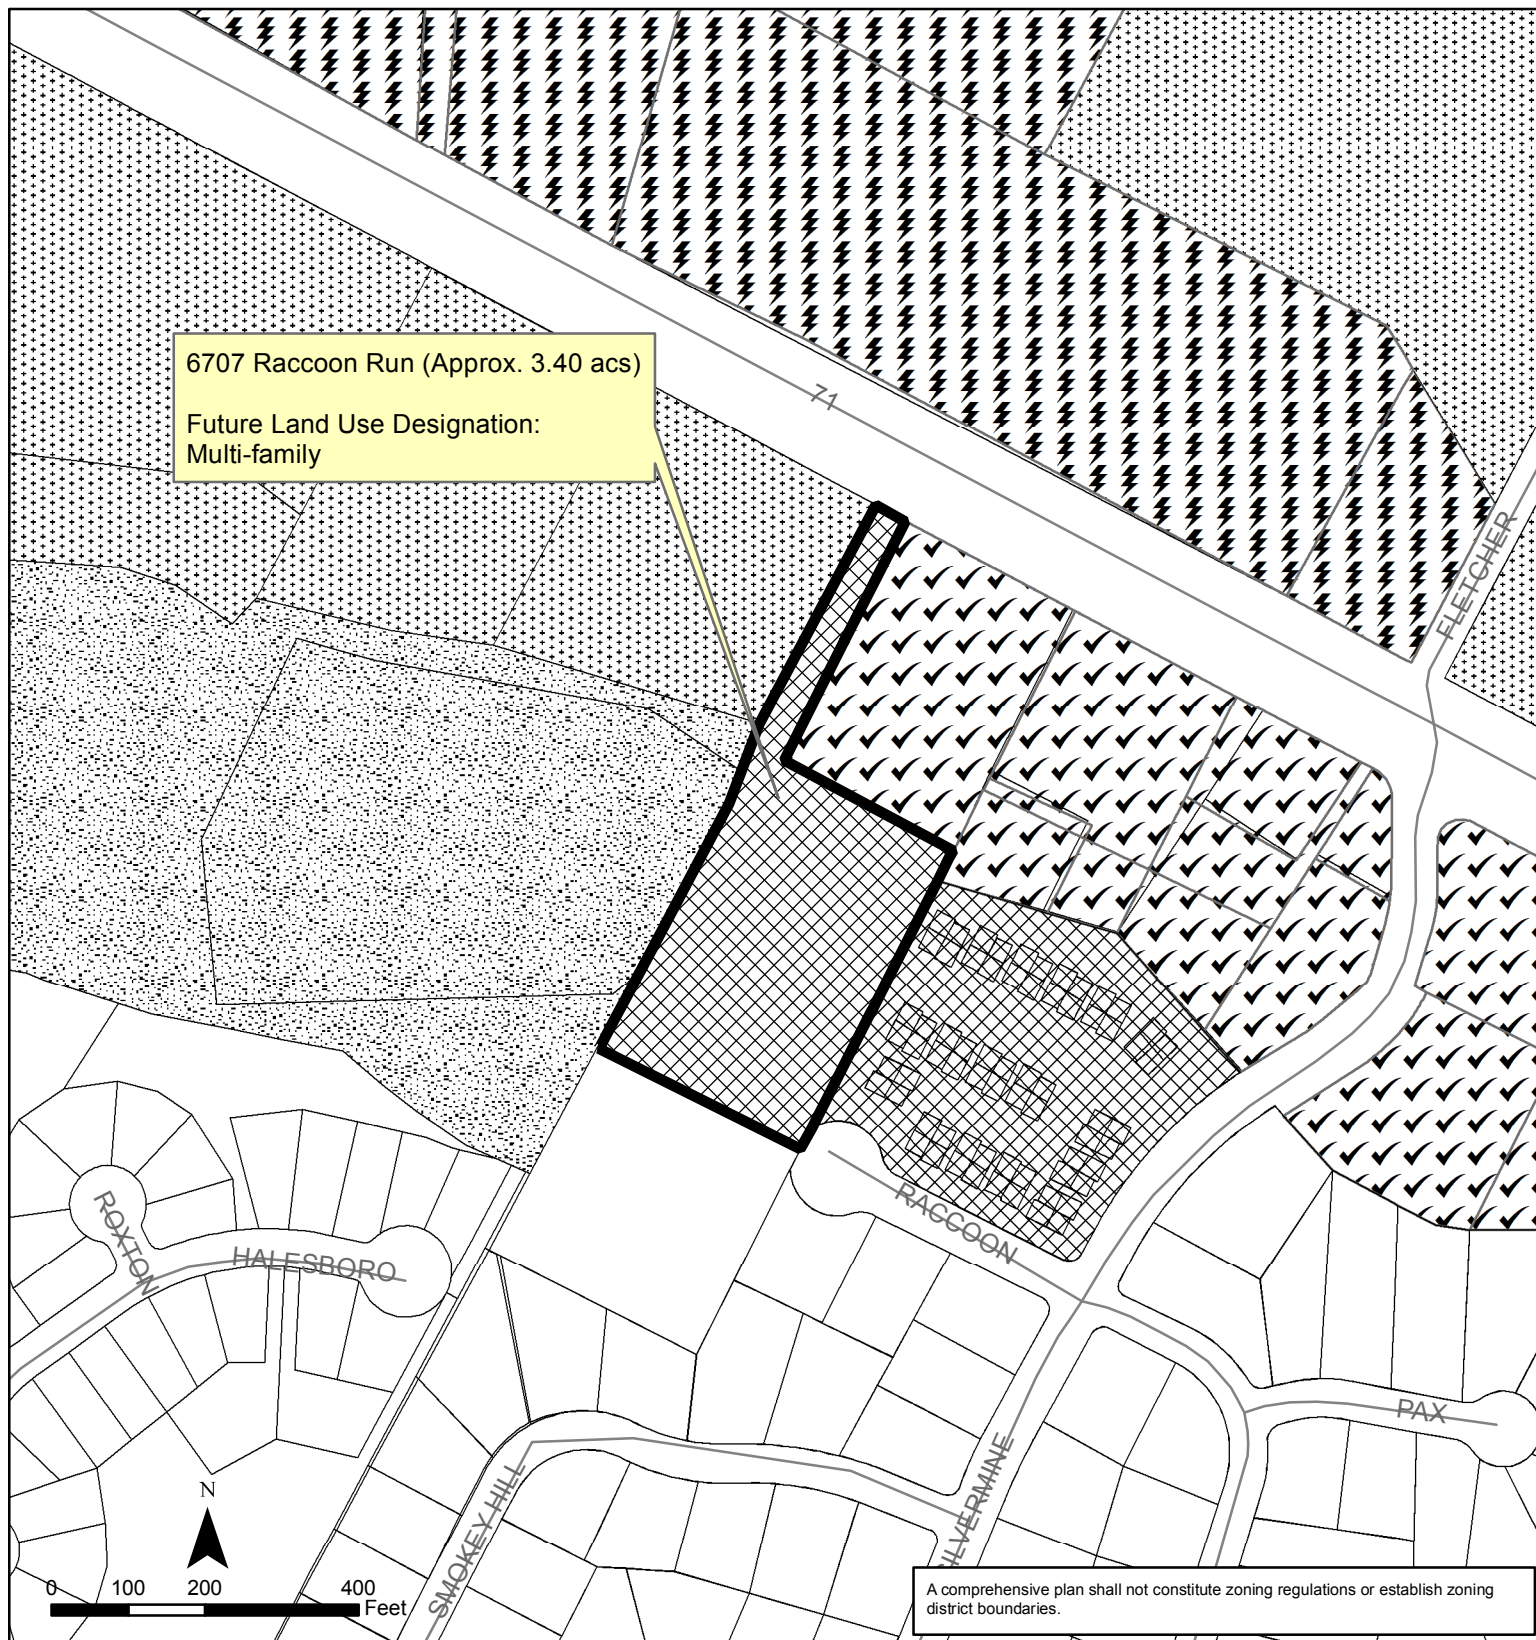 6707 Raccoon Run (Approx. 3.40 acs)
Future Land Use Designation:
Multi-family
71
FLETCHER
RACCOON
ROXTON
HALESBORO
PAX
SMOKEY HILL
SILVERMINE
N
0 100 200 400
Feet
A comprehensive plan shall not constitute zoning regulations or establish zoning
district boundaries.